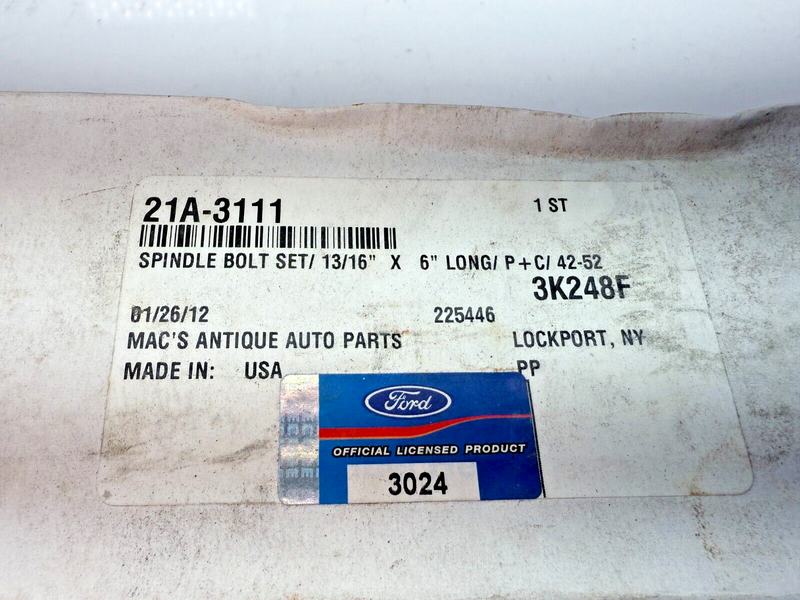 21A-3111 1 ST
SPINDLE BOLT SET/ 13/16" X 6" LONG/ P+C/ 42-52
3K248F
01/26/12 225446
MAC'S ANTIQUE AUTO PARTS LOCKPORT, NY
MADE IN: USA PP
Ford
OFFICIAL LICENSED PRODUCT
3024